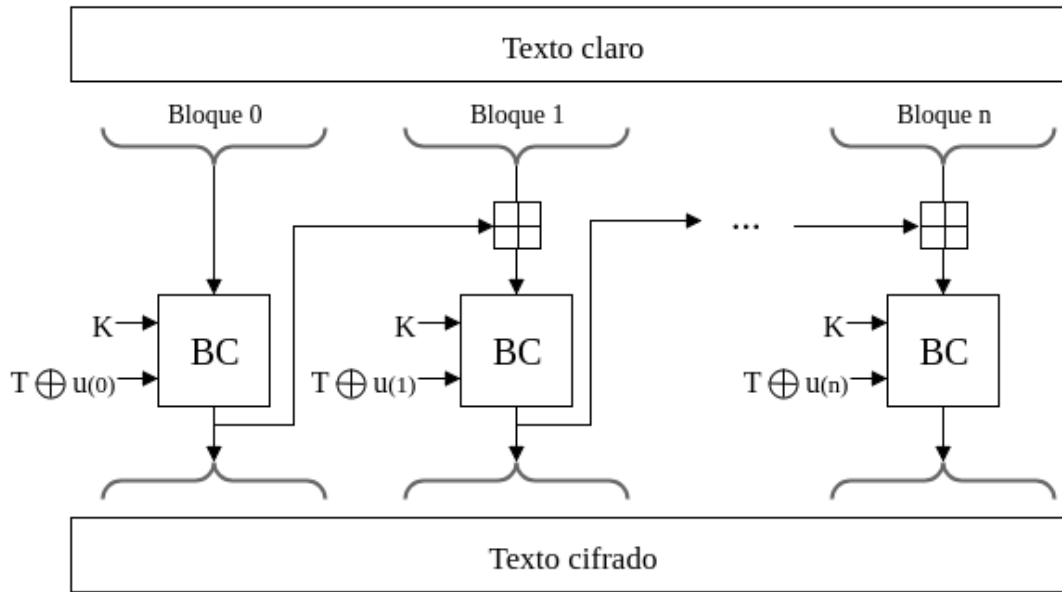 Texto claro
Bloque 0 Bloque 1 Bloque n
...
K K K
BC BC BC
T ⊕ u(0) T ⊕ u(1) T ⊕ u(n)
Texto cifrado